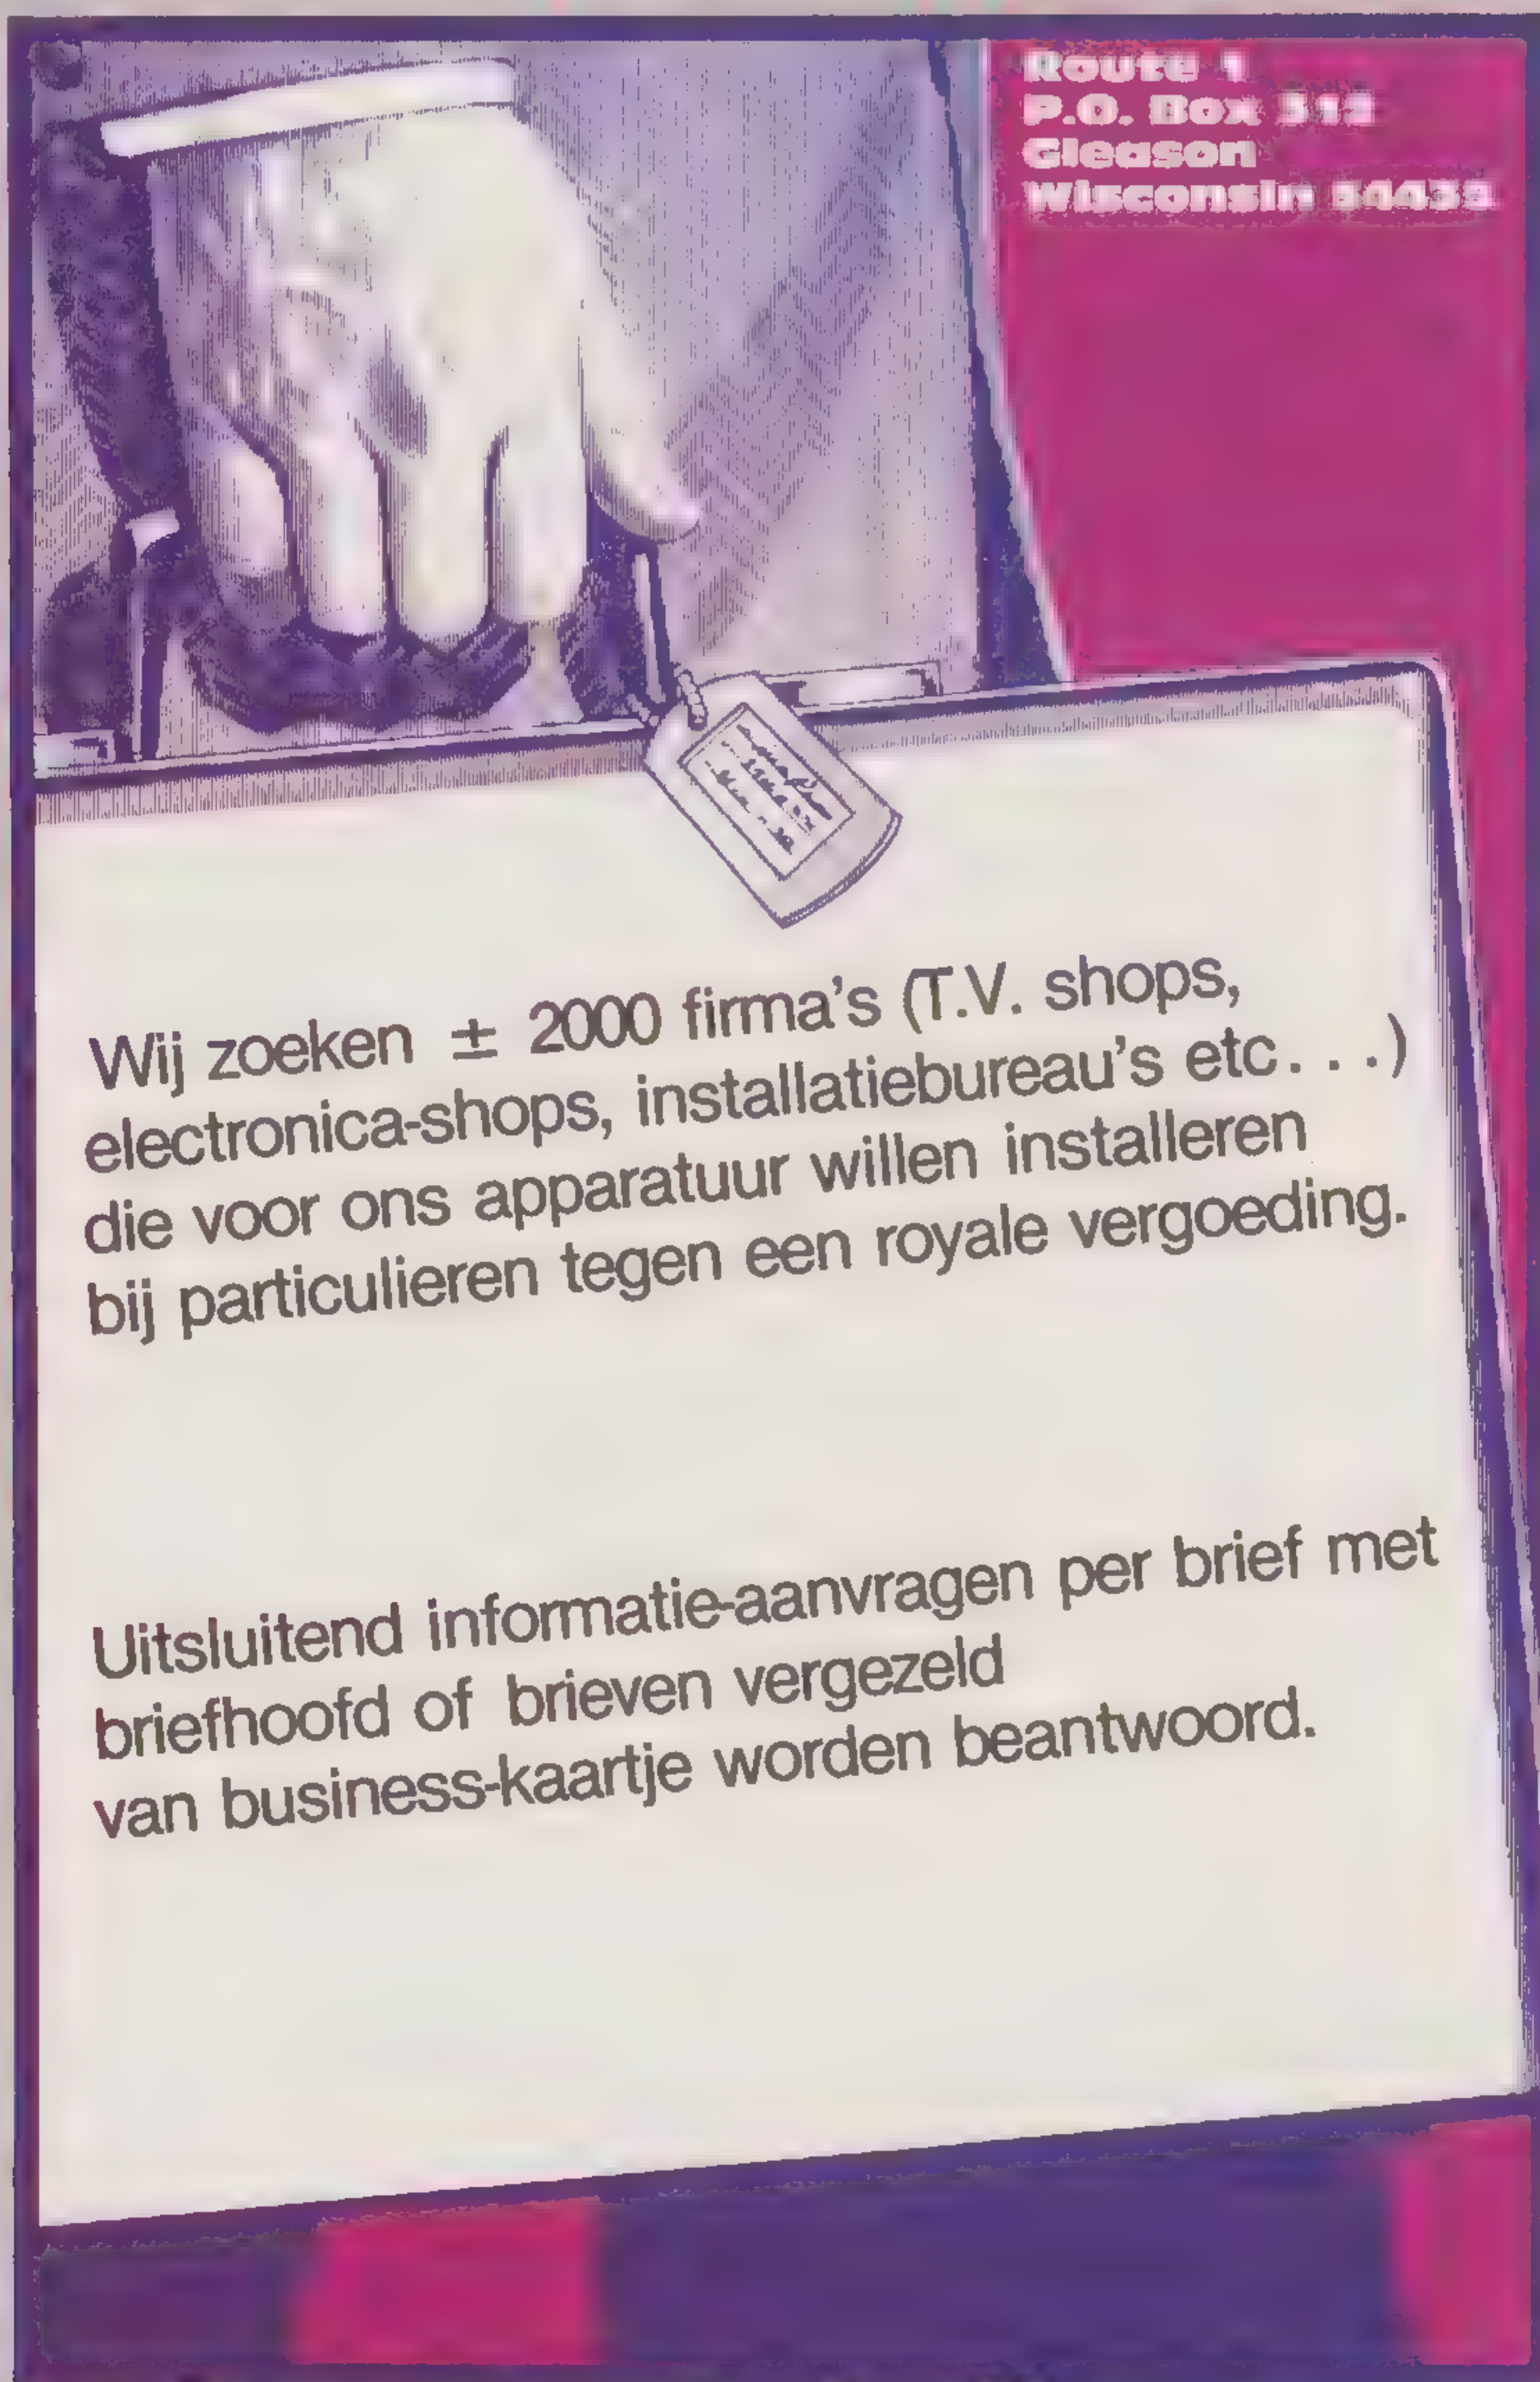 Route 1
P.O. Box
Gleason
Wisconsin
Wij zoeken ± 2000 firma's (T.V. shops,
electronica-shops, installatiebureau's etc. . .)
die voor ons apparatuur willen installeren
bij particulieren tegen een royale vergoeding.
Uitsluitend informatie-aanvragen per brief met
briefhoofd of brieven vergezeld
van business-kaartje worden beantwoord.